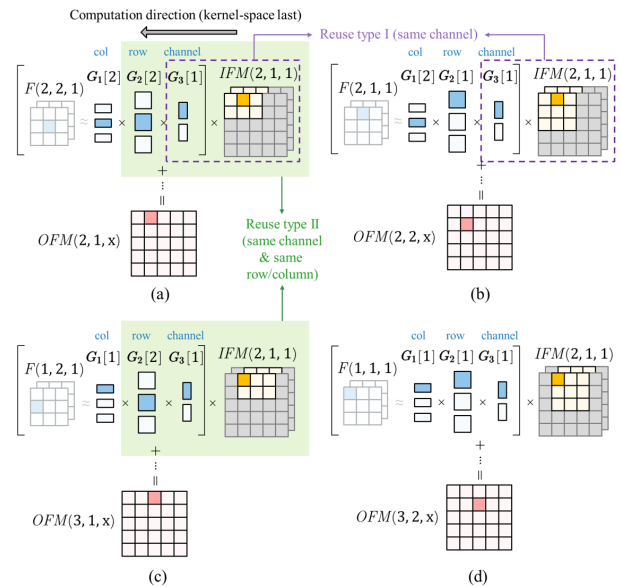 Computation direction (kernel-space last)
Reuse type I (same channel)
col row channel
F(2, 2, 1) G₁[2] G₂[2] G₃[1] IFM(2, 1, 1)
≈ × × ×
+
...
=
OFM(2, 1, x)
(a)
col row channel
F(2, 1, 1) G₁[2] G₂[1] G₃[1] IFM(2, 1, 1)
≈ × × ×
+
...
=
OFM(2, 2, x)
(b)
Reuse type II
(same channel
& same
row/column)
col row channel
F(1, 2, 1) G₁[1] G₂[2] G₃[1] IFM(2, 1, 1)
≈ × × ×
+
...
=
OFM(3, 1, x)
(c)
col row channel
F(1, 1, 1) G₁[1] G₂[1] G₃[1] IFM(2, 1, 1)
≈ × × ×
+
...
=
OFM(3, 2, x)
(d)